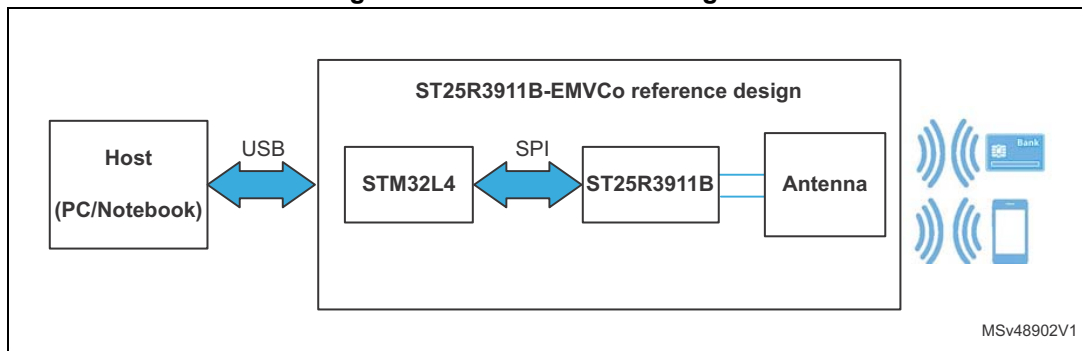 ST25R3911B-EMVCo reference design
Host
(PC/Notebook)
USB
STM32L4
SPI
ST25R3911B
Antenna
Bank
MSv48902V1